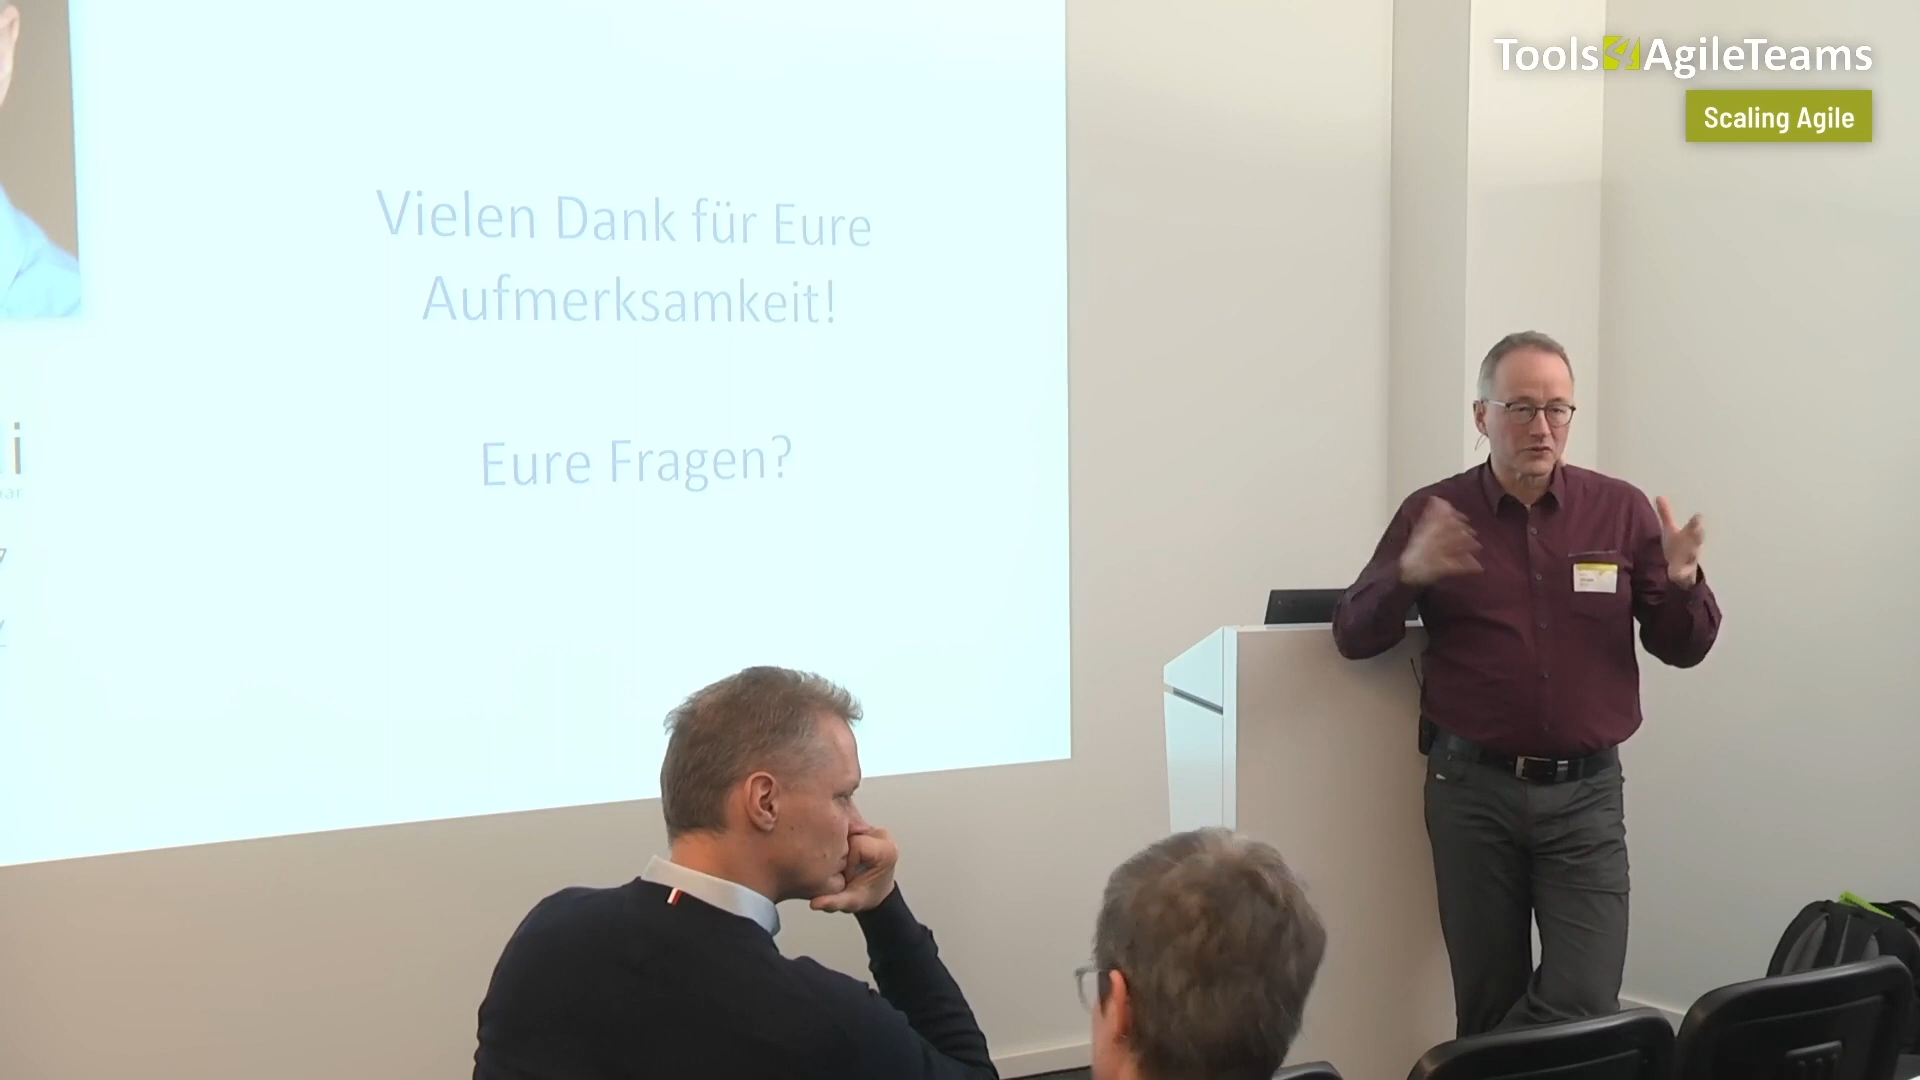 Tools4AgileTeams
Scaling Agile
Vielen Dank für Eure
Aufmerksamkeit!
Eure Fragen?